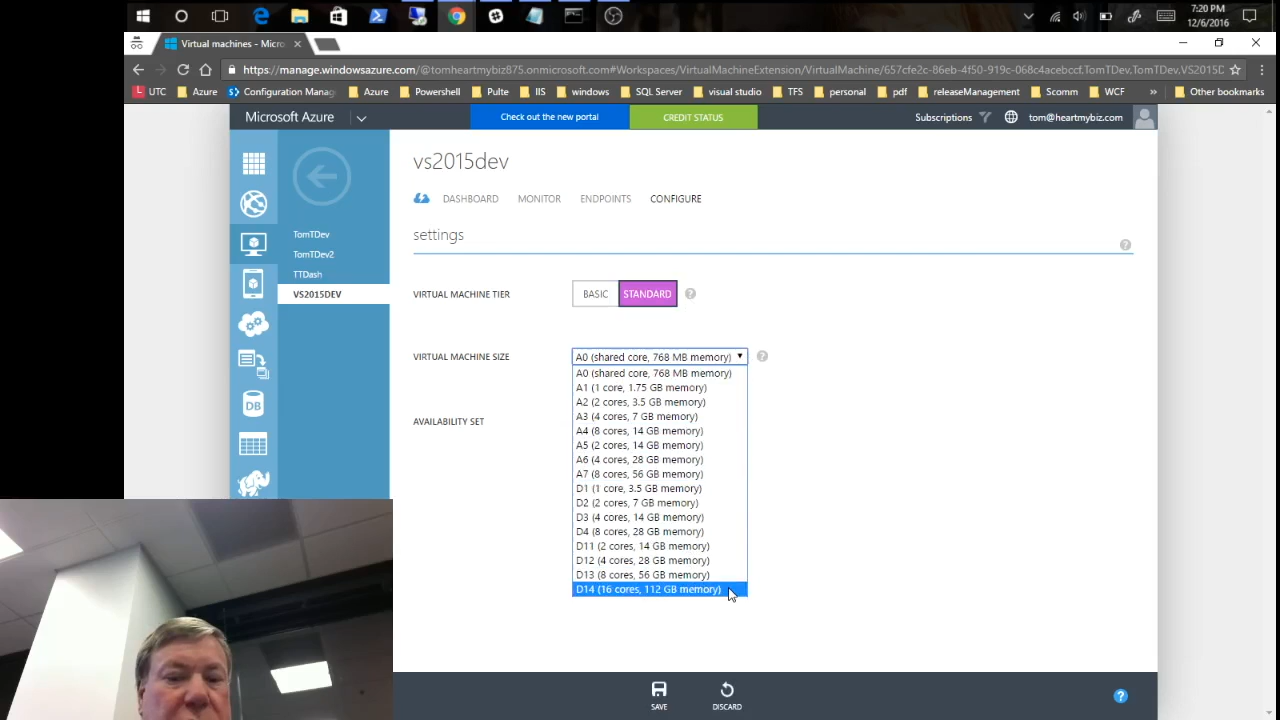 7:20 PM
12/6/2016
Virtual machines - Micro
https://manage.windowsazure.com/@tomheartmybiz875.onmicrosoft.com#Workspaces/VirtualMachineExtension/VirtualMachine/657cfe2c-86eb-4f50-919c-068c4acebccf.TomTDev,TomTDev,VS2015D
UTC Azure Configuration Mana Azure Powershell Pulte IIS windows SQL Server visual studio TFS personal pdf releaseManagement Scomm WCF » Other bookmarks
Microsoft Azure Check out the new portal CREDIT STATUS Subscriptions tom@heartmybiz.com
vs2015dev
DASHBOARD MONITOR ENDPOINTS CONFIGURE
TomTDev
TomTDev2
TTDash
VS2015DEV
DB
settings
VIRTUAL MACHINE TIER BASIC STANDARD
VIRTUAL MACHINE SIZE A0 (shared core, 768 MB memory)
A0 (shared core, 768 MB memory)
A1 (1 core, 1.75 GB memory)
A2 (2 cores, 3.5 GB memory)
A3 (4 cores, 7 GB memory)
AVAILABILITY SET
A4 (8 cores, 14 GB memory)
A5 (2 cores, 14 GB memory)
A6 (4 cores, 28 GB memory)
A7 (8 cores, 56 GB memory)
D1 (1 core, 3.5 GB memory)
D2 (2 cores, 7 GB memory)
D3 (4 cores, 14 GB memory)
D4 (8 cores, 28 GB memory)
D11 (2 cores, 14 GB memory)
D12 (4 cores, 28 GB memory)
D13 (8 cores, 56 GB memory)
D14 (16 cores, 112 GB memory)
SAVE DISCARD